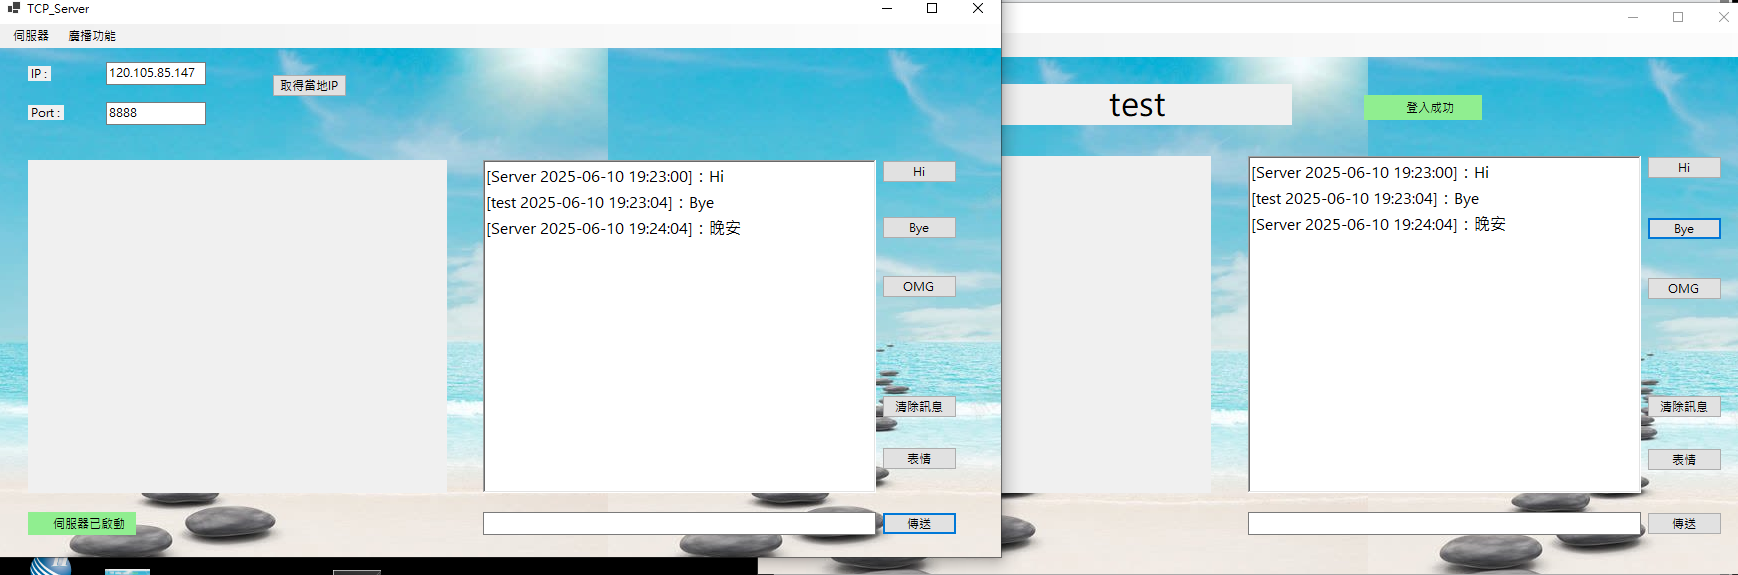 TCP_Server
伺服器 廣播功能
IP :
120.105.85.147
取得當地IP
Port :
8888
[Server 2025-06-10 19:23:00]：Hi
[test 2025-06-10 19:23:04]：Bye
[Server 2025-06-10 19:24:04]：晚安
Hi
Bye
OMG
清除訊息
表情
伺服器已啟動
傳送
test
登入成功
[Server 2025-06-10 19:23:00]：Hi
[test 2025-06-10 19:23:04]：Bye
[Server 2025-06-10 19:24:04]：晚安
Hi
Bye
OMG
清除訊息
表情
傳送